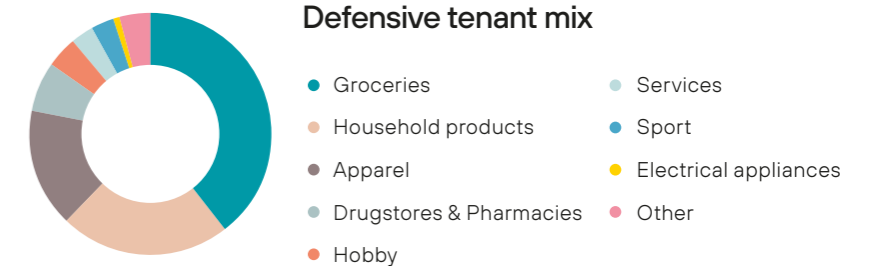 Defensive tenant mix
Groceries
Household products
Apparel
Drugstores & Pharmacies
Hobby
Services
Sport
Electrical appliances
Other